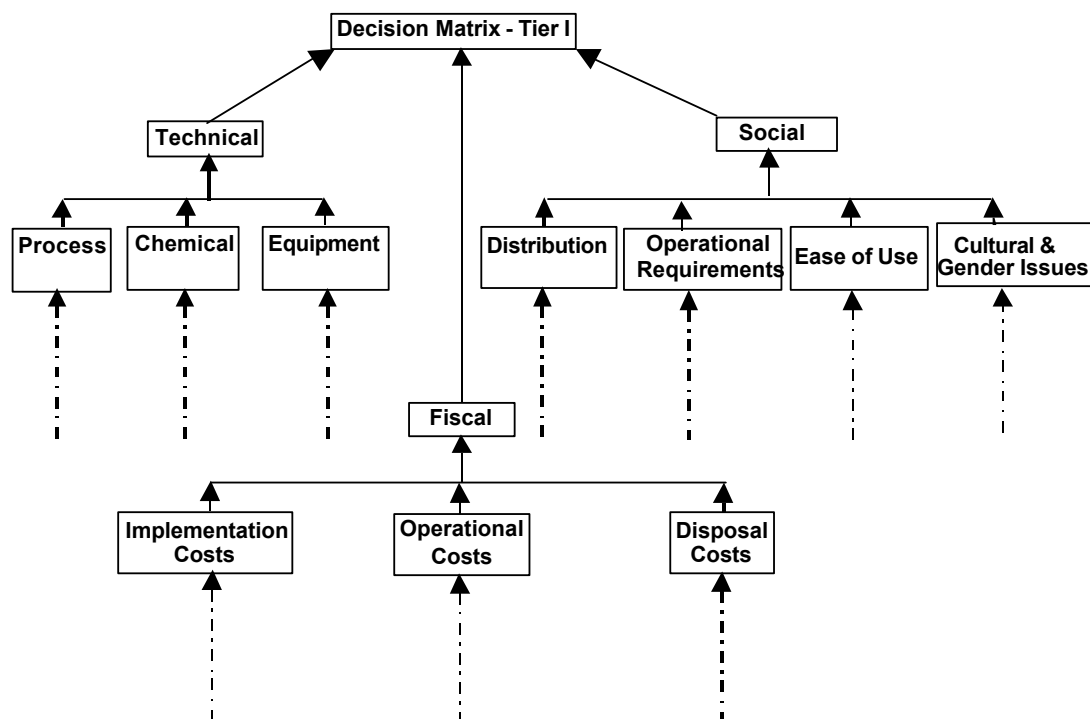 Decision Matrix - Tier I
Technical
Social
Process
Chemical
Equipment
Distribution
Operational
Requirements
Ease of Use
Cultural &
Gender Issues
Fiscal
Implementation
Costs
Operational
Costs
Disposal
Costs